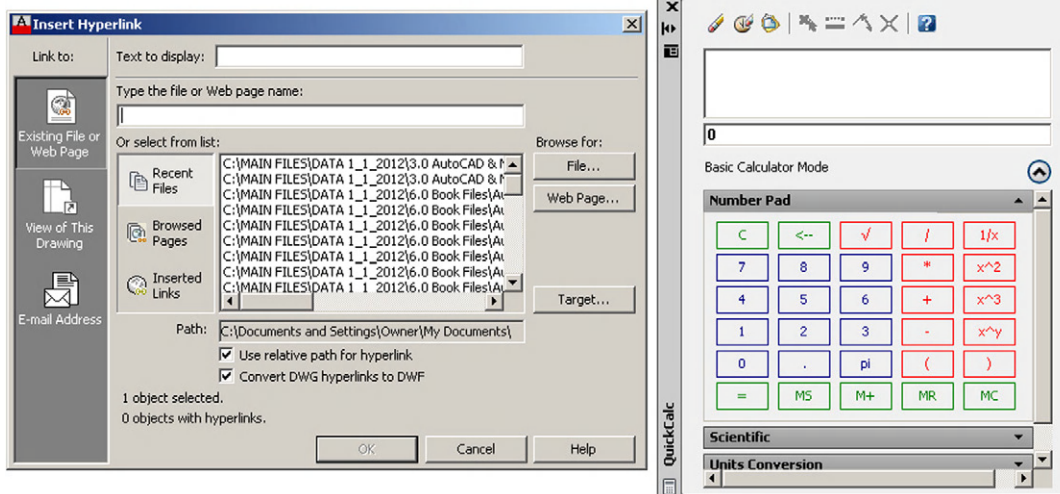 Insert Hyperlink
Link to:
Text to display:
Existing File or
Web Page
View of This
Drawing
E-mail Address
Type the file or Web page name:
Or select from list:
Recent
Files
Browsed
Pages
Inserted
Links
C:\MAIN FILES\DATA 1_1_2012\3.0 AutoCAD &
C:\MAIN FILES\DATA 1_1_2012\3.0 AutoCAD &
C:\MAIN FILES\DATA 1_1_2012\6.0 Book Files\Au
C:\MAIN FILES\DATA 1_1_2012\6.0 Book Files\Au
C:\MAIN FILES\DATA 1_1_2012\6.0 Book Files\Au
C:\MAIN FILES\DATA 1_1_2012\6.0 Book Files\Au
C:\MAIN FILES\DATA 1_1_2012\6.0 Book Files\Au
C:\MAIN FILES\DATA 1_1_2012\6.0 Book Files\Au
C:\MAIN FILES\DATA 1_1_2012\6.0 Book Files\Au
Browse for:
File...
Web Page...
Target...
Path: C:\Documents and Settings\Owner\My Documents\
Use relative path for hyperlink
Convert DWG hyperlinks to DWF
1 object selected.
0 objects with hyperlinks.
OK Cancel Help
QuickCalc
0
Basic Calculator Mode
Number Pad
C <-- √ / 1/x
7 8 9 * x^2
4 5 6 + x^3
1 2 3 - x^y
0 . pi ( )
= MS M+ MR MC
Scientific
Units Conversion